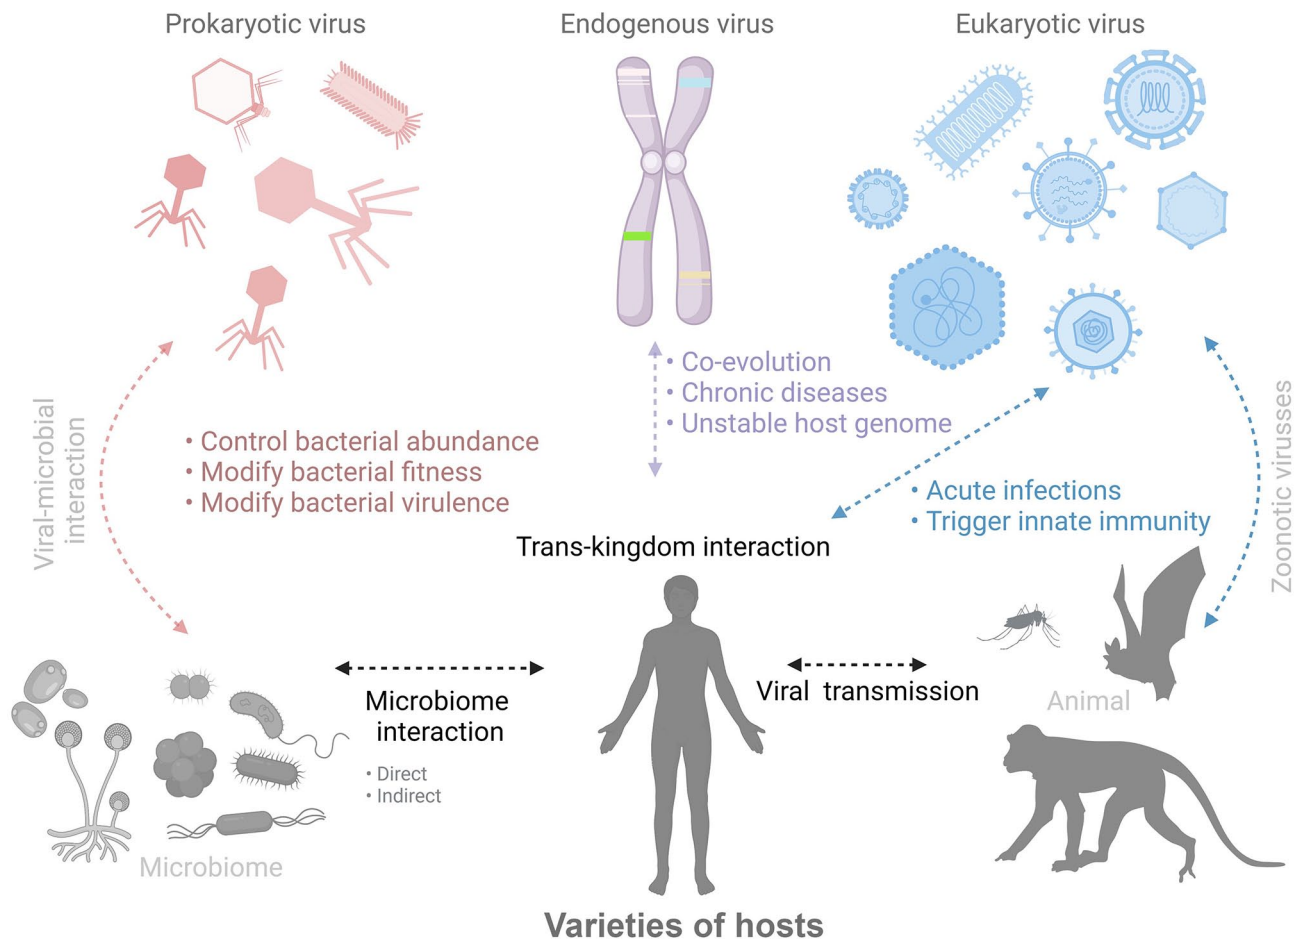 Prokaryotic virus
Endogenous virus
Eukaryotic virus
• Co-evolution
• Chronic diseases
• Unstable host genome
Viral-microbial
interaction
• Control bacterial abundance
• Modify bacterial fitness
• Modify bacterial virulence
• Acute infections
• Trigger innate immunity
Zoonotic virusses
Trans-kingdom interaction
Microbiome
interaction
• Direct
• Indirect
Viral transmission
Animal
Microbiome
Varieties of hosts